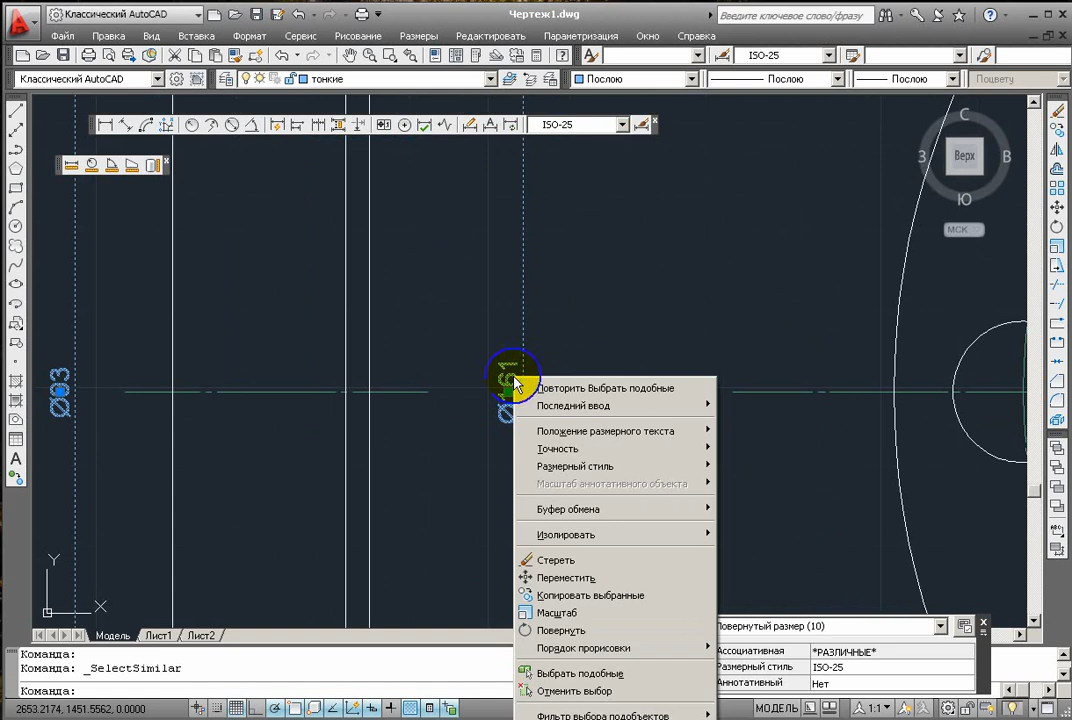 Классический AutoCAD
Чертеж1.dwg
Введите ключевое слово/фразу
Файл Правка Вид Вставка Формат Сервис Рисование Размеры Редактировать Параметризация Окно Справка
ISO-25
Классический AutoCAD
тонкие
Послою
Послою
Послою
Поцвету
ISO-25
С
З
Верх
В
Ю
МСК
Ø93
Повторить Выбрать подобные
Последний ввод
Положение размерного текста
Точность
Размерный стиль
Масштаб аннотативного объекта
Буфер обмена
Изолировать
Стереть
Переместить
Копировать выбранные
Масштаб
Повернуть
Порядок прорисовки
Выбрать подобные
Отменить выбор
Фильтр выбора подобъектов
Y
X
Повернутый размер (10)
Ассоциативная *РАЗЛИЧНЫЕ*
Размерный стиль ISO-25
Аннотативный Нет
Модель Лист1 Лист2
Команда:
Команда: _SelectSimilar
Команда:
2653.2174, 1451.5562, 0.0000
МОДЕЛЬ
1:1